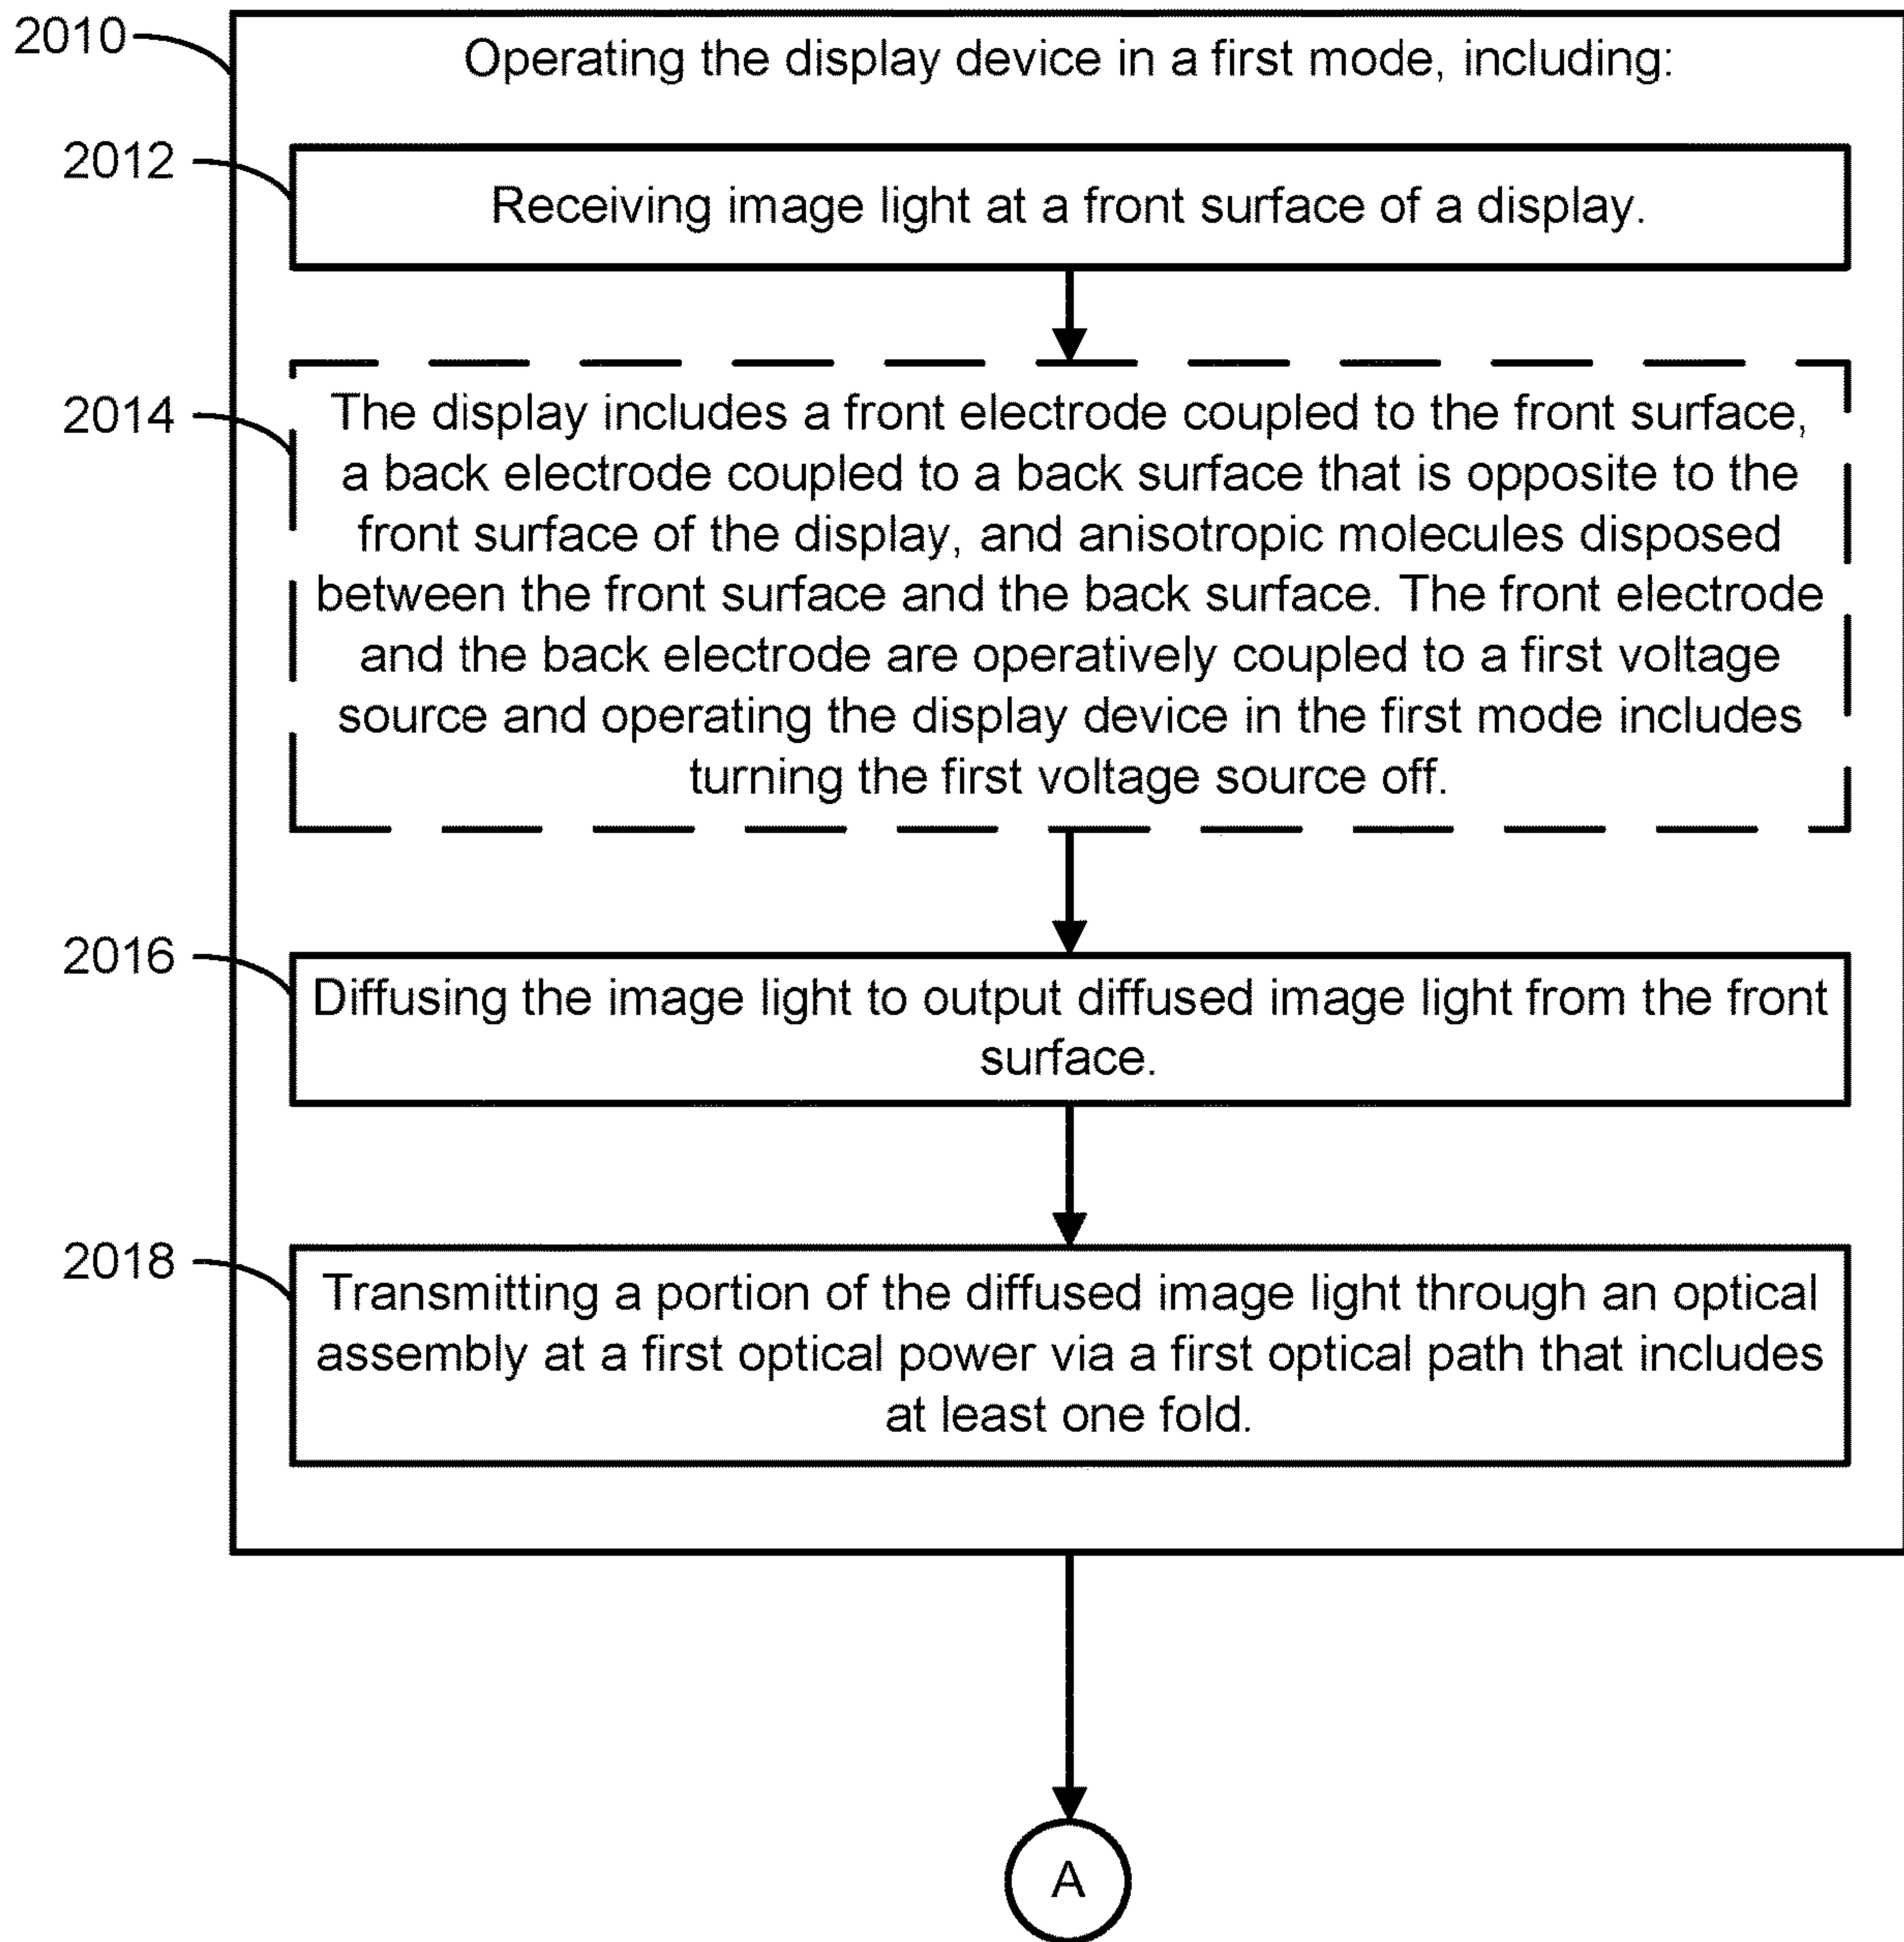 2010
Operating the display device in a first mode, including:
2012
Receiving image light at a front surface of a display.
2014
The display includes a front electrode coupled to the front surface,
a back electrode coupled to a back surface that is opposite to the
front surface of the display, and anisotropic molecules disposed
between the front surface and the back surface. The front electrode
and the back electrode are operatively coupled to a first voltage
source and operating the display device in the first mode includes
turning the first voltage source off.
2016
Diffusing the image light to output diffused image light from the front
surface.
2018
Transmitting a portion of the diffused image light through an optical
assembly at a first optical power via a first optical path that includes
at least one fold.
A